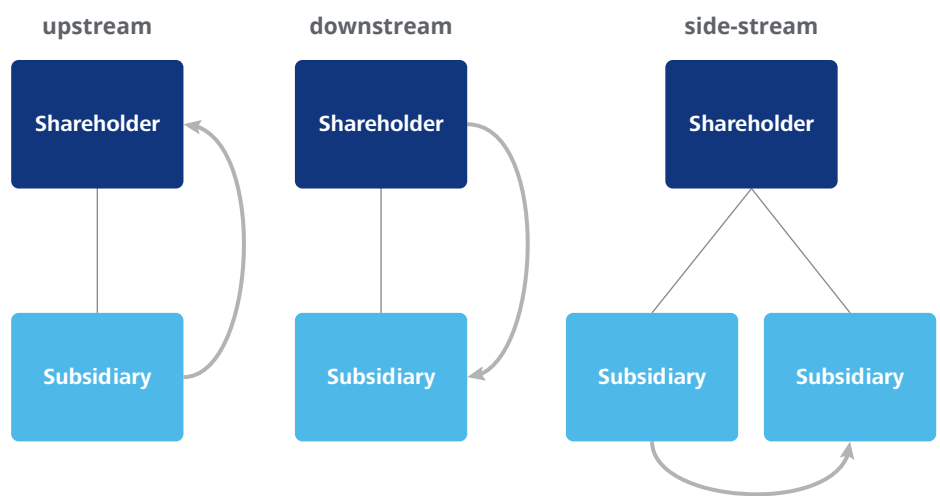 upstream
downstream
side-stream
Shareholder
Shareholder
Shareholder
Subsidiary
Subsidiary
Subsidiary
Subsidiary